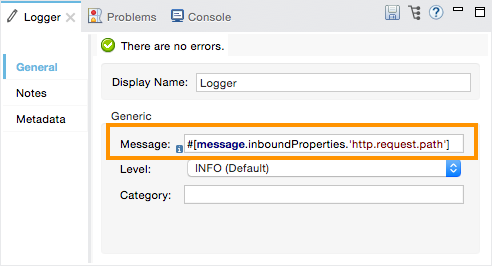 Logger Problems Console
There are no errors.
General
Notes
Metadata
Display Name: Logger
Generic
Message: #[message.inboundProperties.'http.request.path']
Level: INFO (Default)
Category: